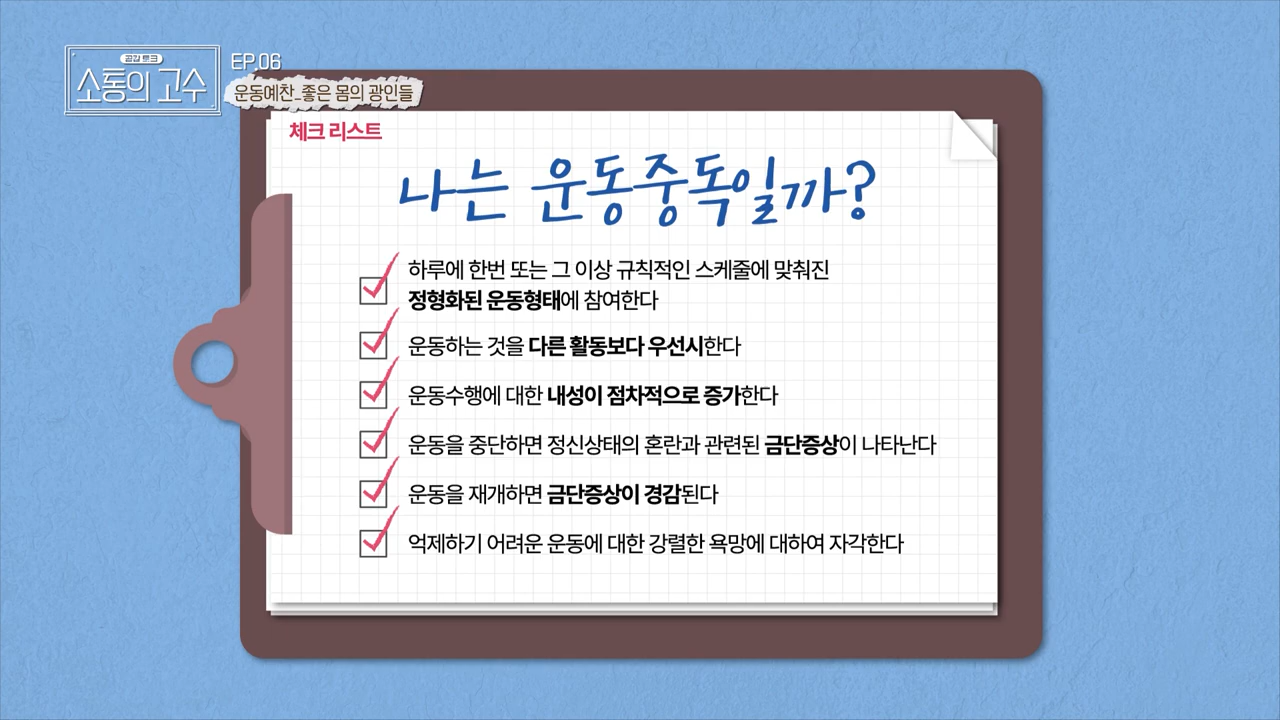 공감 토크
소통의 고수
EP.06
운동예찬_좋은 몸의 광인들
체크 리스트
나는 운동중독일까?
하루에 한번 또는 그 이상 규칙적인 스케줄에 맞춰진
정형화된 운동형태에 참여한다
운동하는 것을 다른 활동보다 우선시한다
운동수행에 대한 내성이 점차적으로 증가한다
운동을 중단하면 정신상태의 혼란과 관련된 금단증상이 나타난다
운동을 재개하면 금단증상이 경감된다
억제하기 어려운 운동에 대한 강렬한 욕망에 대하여 자각한다